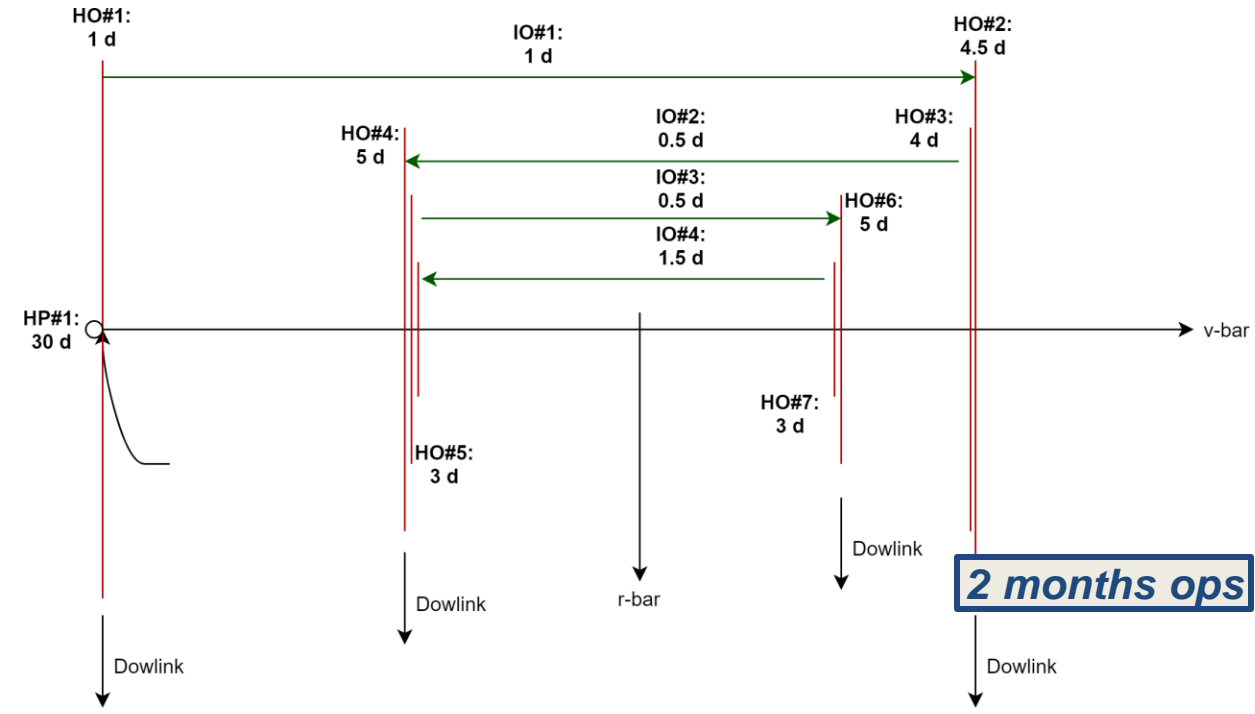 HO#1:
1 d
IO#1:
1 d
HO#2:
4.5 d
HO#4:
5 d
IO#2:
0.5 d
HO#3:
4 d
IO#3:
0.5 d
HO#6:
5 d
IO#4:
1.5 d
HP#1:
30 d
v-bar
HO#7:
3 d
HO#5:
3 d
Dowlink
2 months ops
r-bar
Dowlink
Dowlink
Dowlink